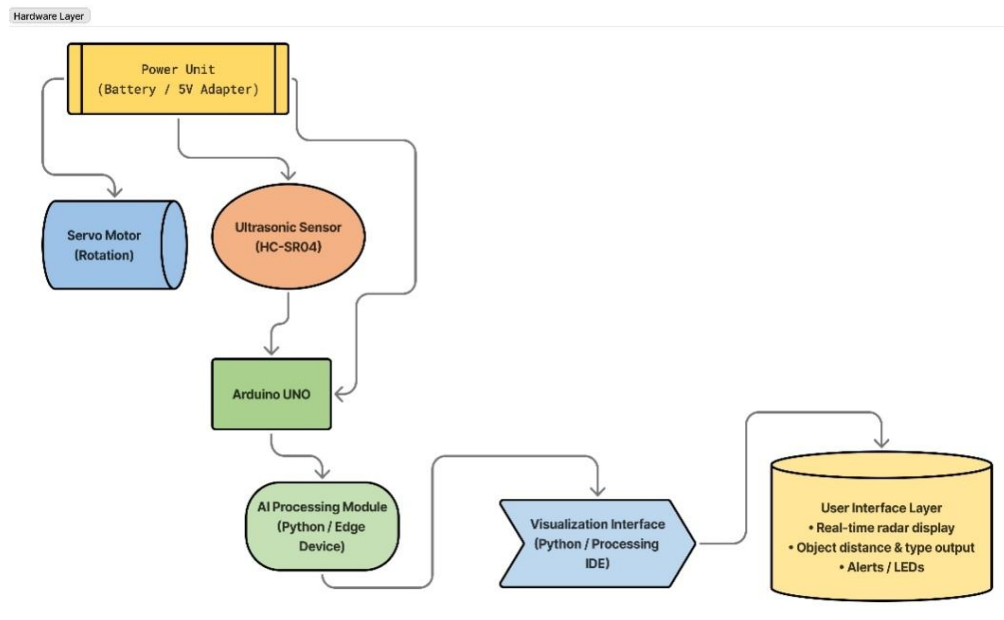 Hardware Layer
Power Unit
(Battery / 5V Adapter)
Servo Motor
(Rotation)
Ultrasonic Sensor
(HC-SR04)
Arduino UNO
AI Processing Module
(Python / Edge
Device)
Visualization Interface
(Python / Processing
IDE)
User Interface Layer
• Real-time radar display
• Object distance & type output
• Alerts / LEDs